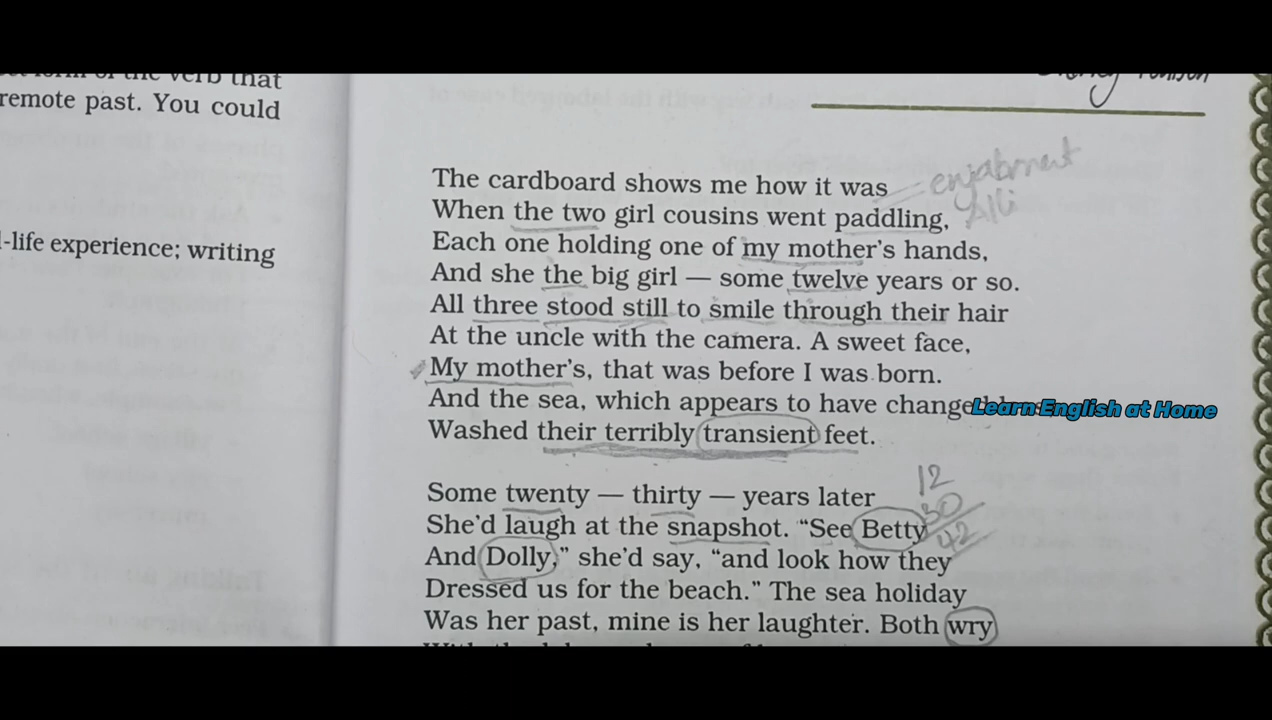 form of the verb that
remote past. You could
-life experience; writing
The cardboard shows me how it was
enjabment
When the two girl cousins went paddling,
Each one holding one of my mother's hands,
And she the big girl — some twelve years or so.
All three stood still to smile through their hair
At the uncle with the camera. A sweet face,
My mother's, that was before I was born.
And the sea, which appears to have changed
Learn English at Home
Washed their terribly transient feet.
12
Some twenty — thirty — years later
30
She'd laugh at the snapshot. "See Betty
42
And Dolly," she'd say, "and look how they
Dressed us for the beach." The sea holiday
Was her past, mine is her laughter. Both wry